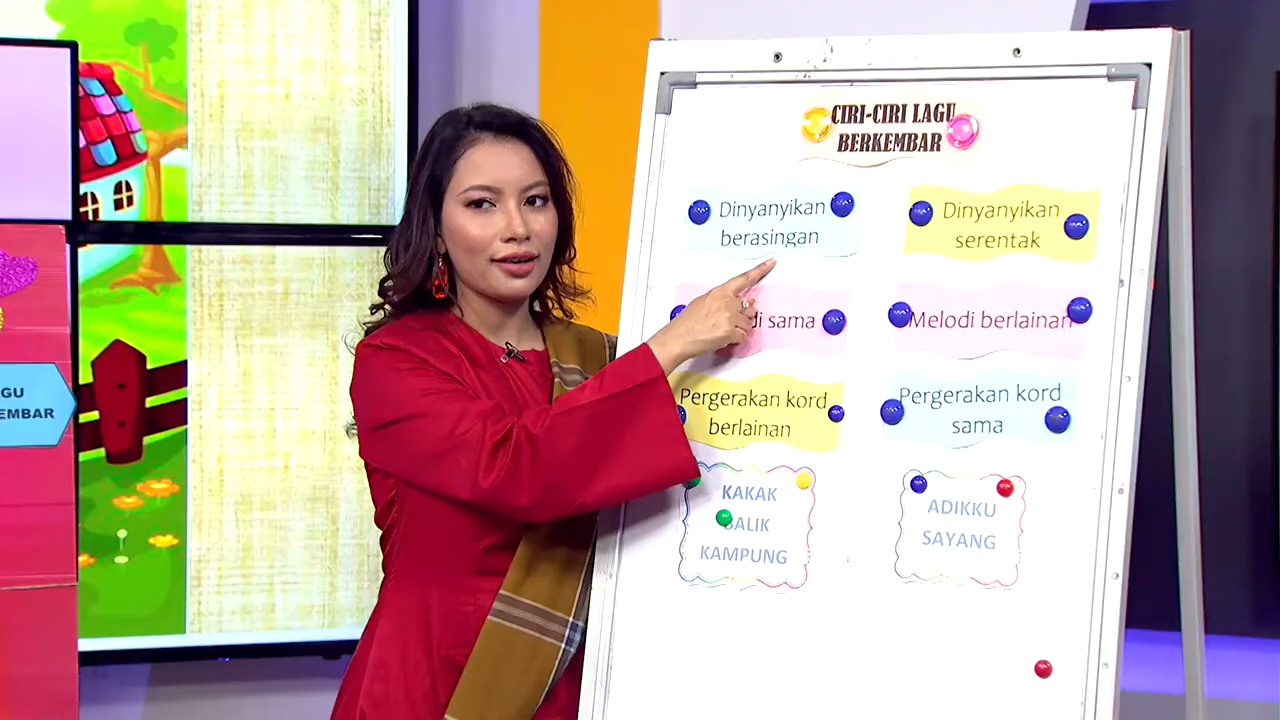 CIRI-CIRI LAGU
BERKEMBAR
Dinyanyikan
berasingan
Dinyanyikan
serentak
di sama
Melodi berlainan
Pergerakan kord
berlainan
Pergerakan kord
sama
KAKAK
BALIK
KAMPUNG
ADIKKU
SAYANG
GU
EMBAR